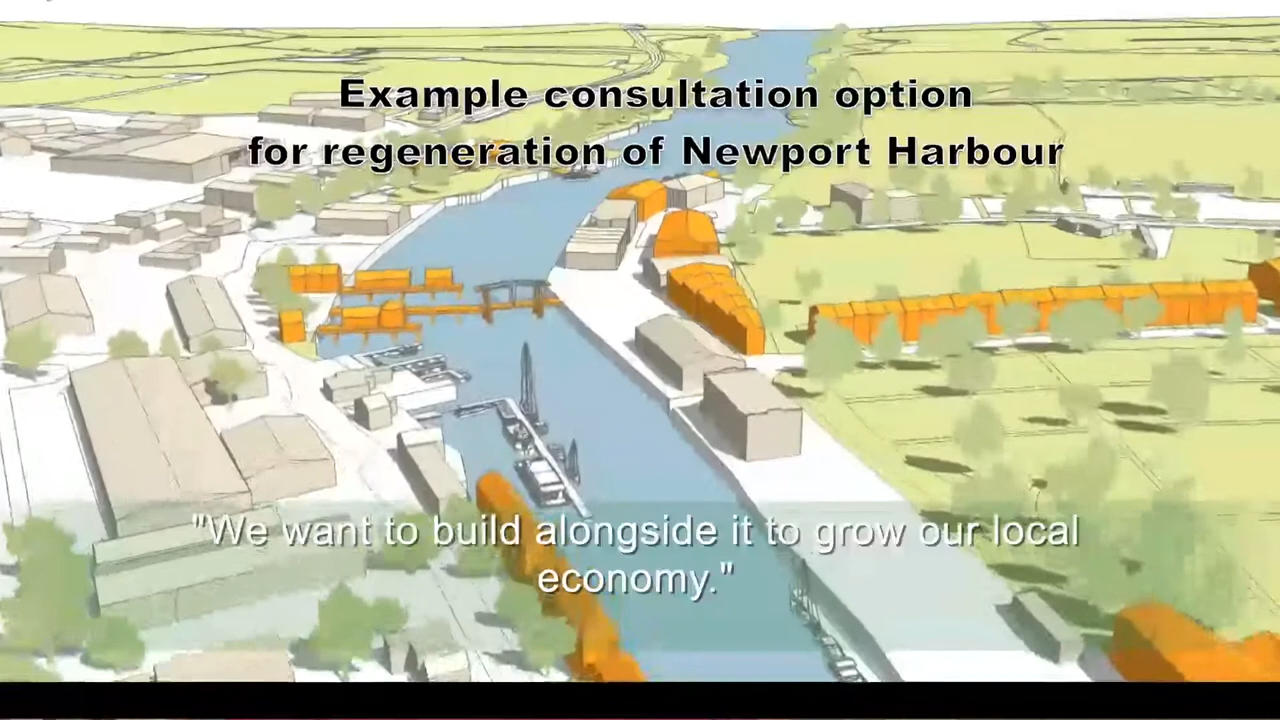 Example consultation option
for regeneration of Newport Harbour
"We want to build alongside it to grow our local
economy."